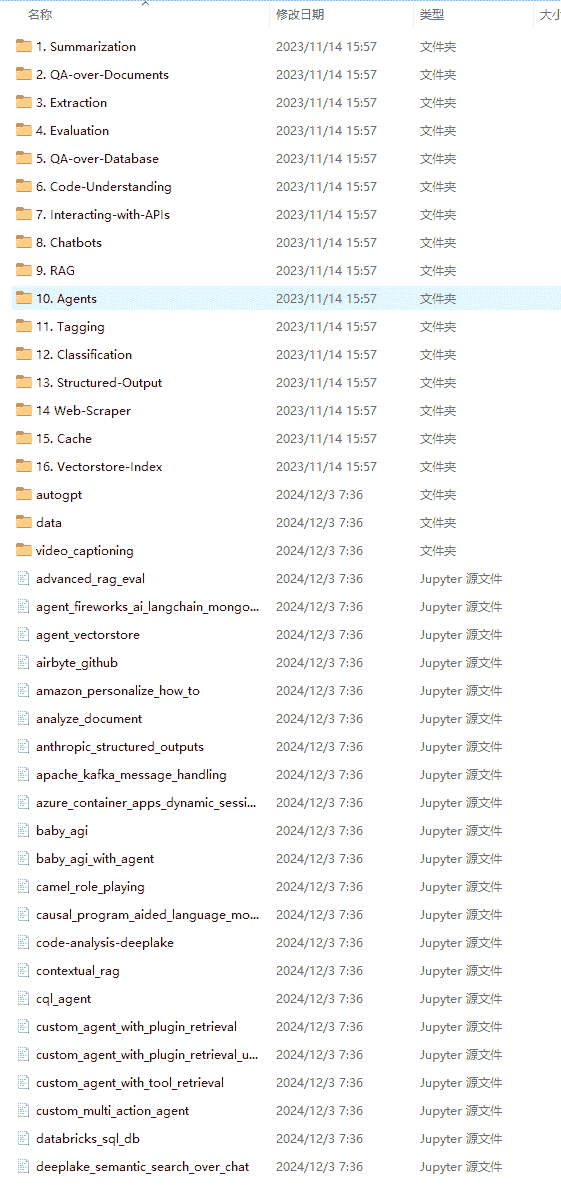 名称 修改日期 类型 大小
1. Summarization 2023/11/14 15:57 文件夹
2. QA-over-Documents 2023/11/14 15:57 文件夹
3. Extraction 2023/11/14 15:57 文件夹
4. Evaluation 2023/11/14 15:57 文件夹
5. QA-over-Database 2023/11/14 15:57 文件夹
6. Code-Understanding 2023/11/14 15:57 文件夹
7. Interacting-with-APIs 2023/11/14 15:57 文件夹
8. Chatbots 2023/11/14 15:57 文件夹
9. RAG 2023/11/14 15:57 文件夹
10. Agents 2023/11/14 15:57 文件夹
11. Tagging 2023/11/14 15:57 文件夹
12. Classification 2023/11/14 15:57 文件夹
13. Structured-Output 2023/11/14 15:57 文件夹
14 Web-Scraper 2023/11/14 15:57 文件夹
15. Cache 2023/11/14 15:57 文件夹
16. Vectorstore-Index 2023/11/14 15:57 文件夹
autogpt 2024/12/3 7:36 文件夹
data 2024/12/3 7:36 文件夹
video_captioning 2024/12/3 7:36 文件夹
advanced_rag_eval 2024/12/3 7:36 Jupyter 源文件
agent_fireworks_ai_langchain_mongo... 2024/12/3 7:36 Jupyter 源文件
agent_vectorstore 2024/12/3 7:36 Jupyter 源文件
airbyte_github 2024/12/3 7:36 Jupyter 源文件
amazon_personalize_how_to 2024/12/3 7:36 Jupyter 源文件
analyze_document 2024/12/3 7:36 Jupyter 源文件
anthropic_structured_outputs 2024/12/3 7:36 Jupyter 源文件
apache_kafka_message_handling 2024/12/3 7:36 Jupyter 源文件
azure_container_apps_dynamic_sessi... 2024/12/3 7:36 Jupyter 源文件
baby_agi 2024/12/3 7:36 Jupyter 源文件
baby_agi_with_agent 2024/12/3 7:36 Jupyter 源文件
camel_role_playing 2024/12/3 7:36 Jupyter 源文件
causal_program_aided_language_mo... 2024/12/3 7:36 Jupyter 源文件
code-analysis-deeplake 2024/12/3 7:36 Jupyter 源文件
contextual_rag 2024/12/3 7:36 Jupyter 源文件
cql_agent 2024/12/3 7:36 Jupyter 源文件
custom_agent_with_plugin_retrieval 2024/12/3 7:36 Jupyter 源文件
custom_agent_with_plugin_retrieval_u... 2024/12/3 7:36 Jupyter 源文件
custom_agent_with_tool_retrieval 2024/12/3 7:36 Jupyter 源文件
custom_multi_action_agent 2024/12/3 7:36 Jupyter 源文件
databricks_sql_db 2024/12/3 7:36 Jupyter 源文件
deeplake_semantic_search_over_chat 2024/12/3 7:36 Jupyter 源文件